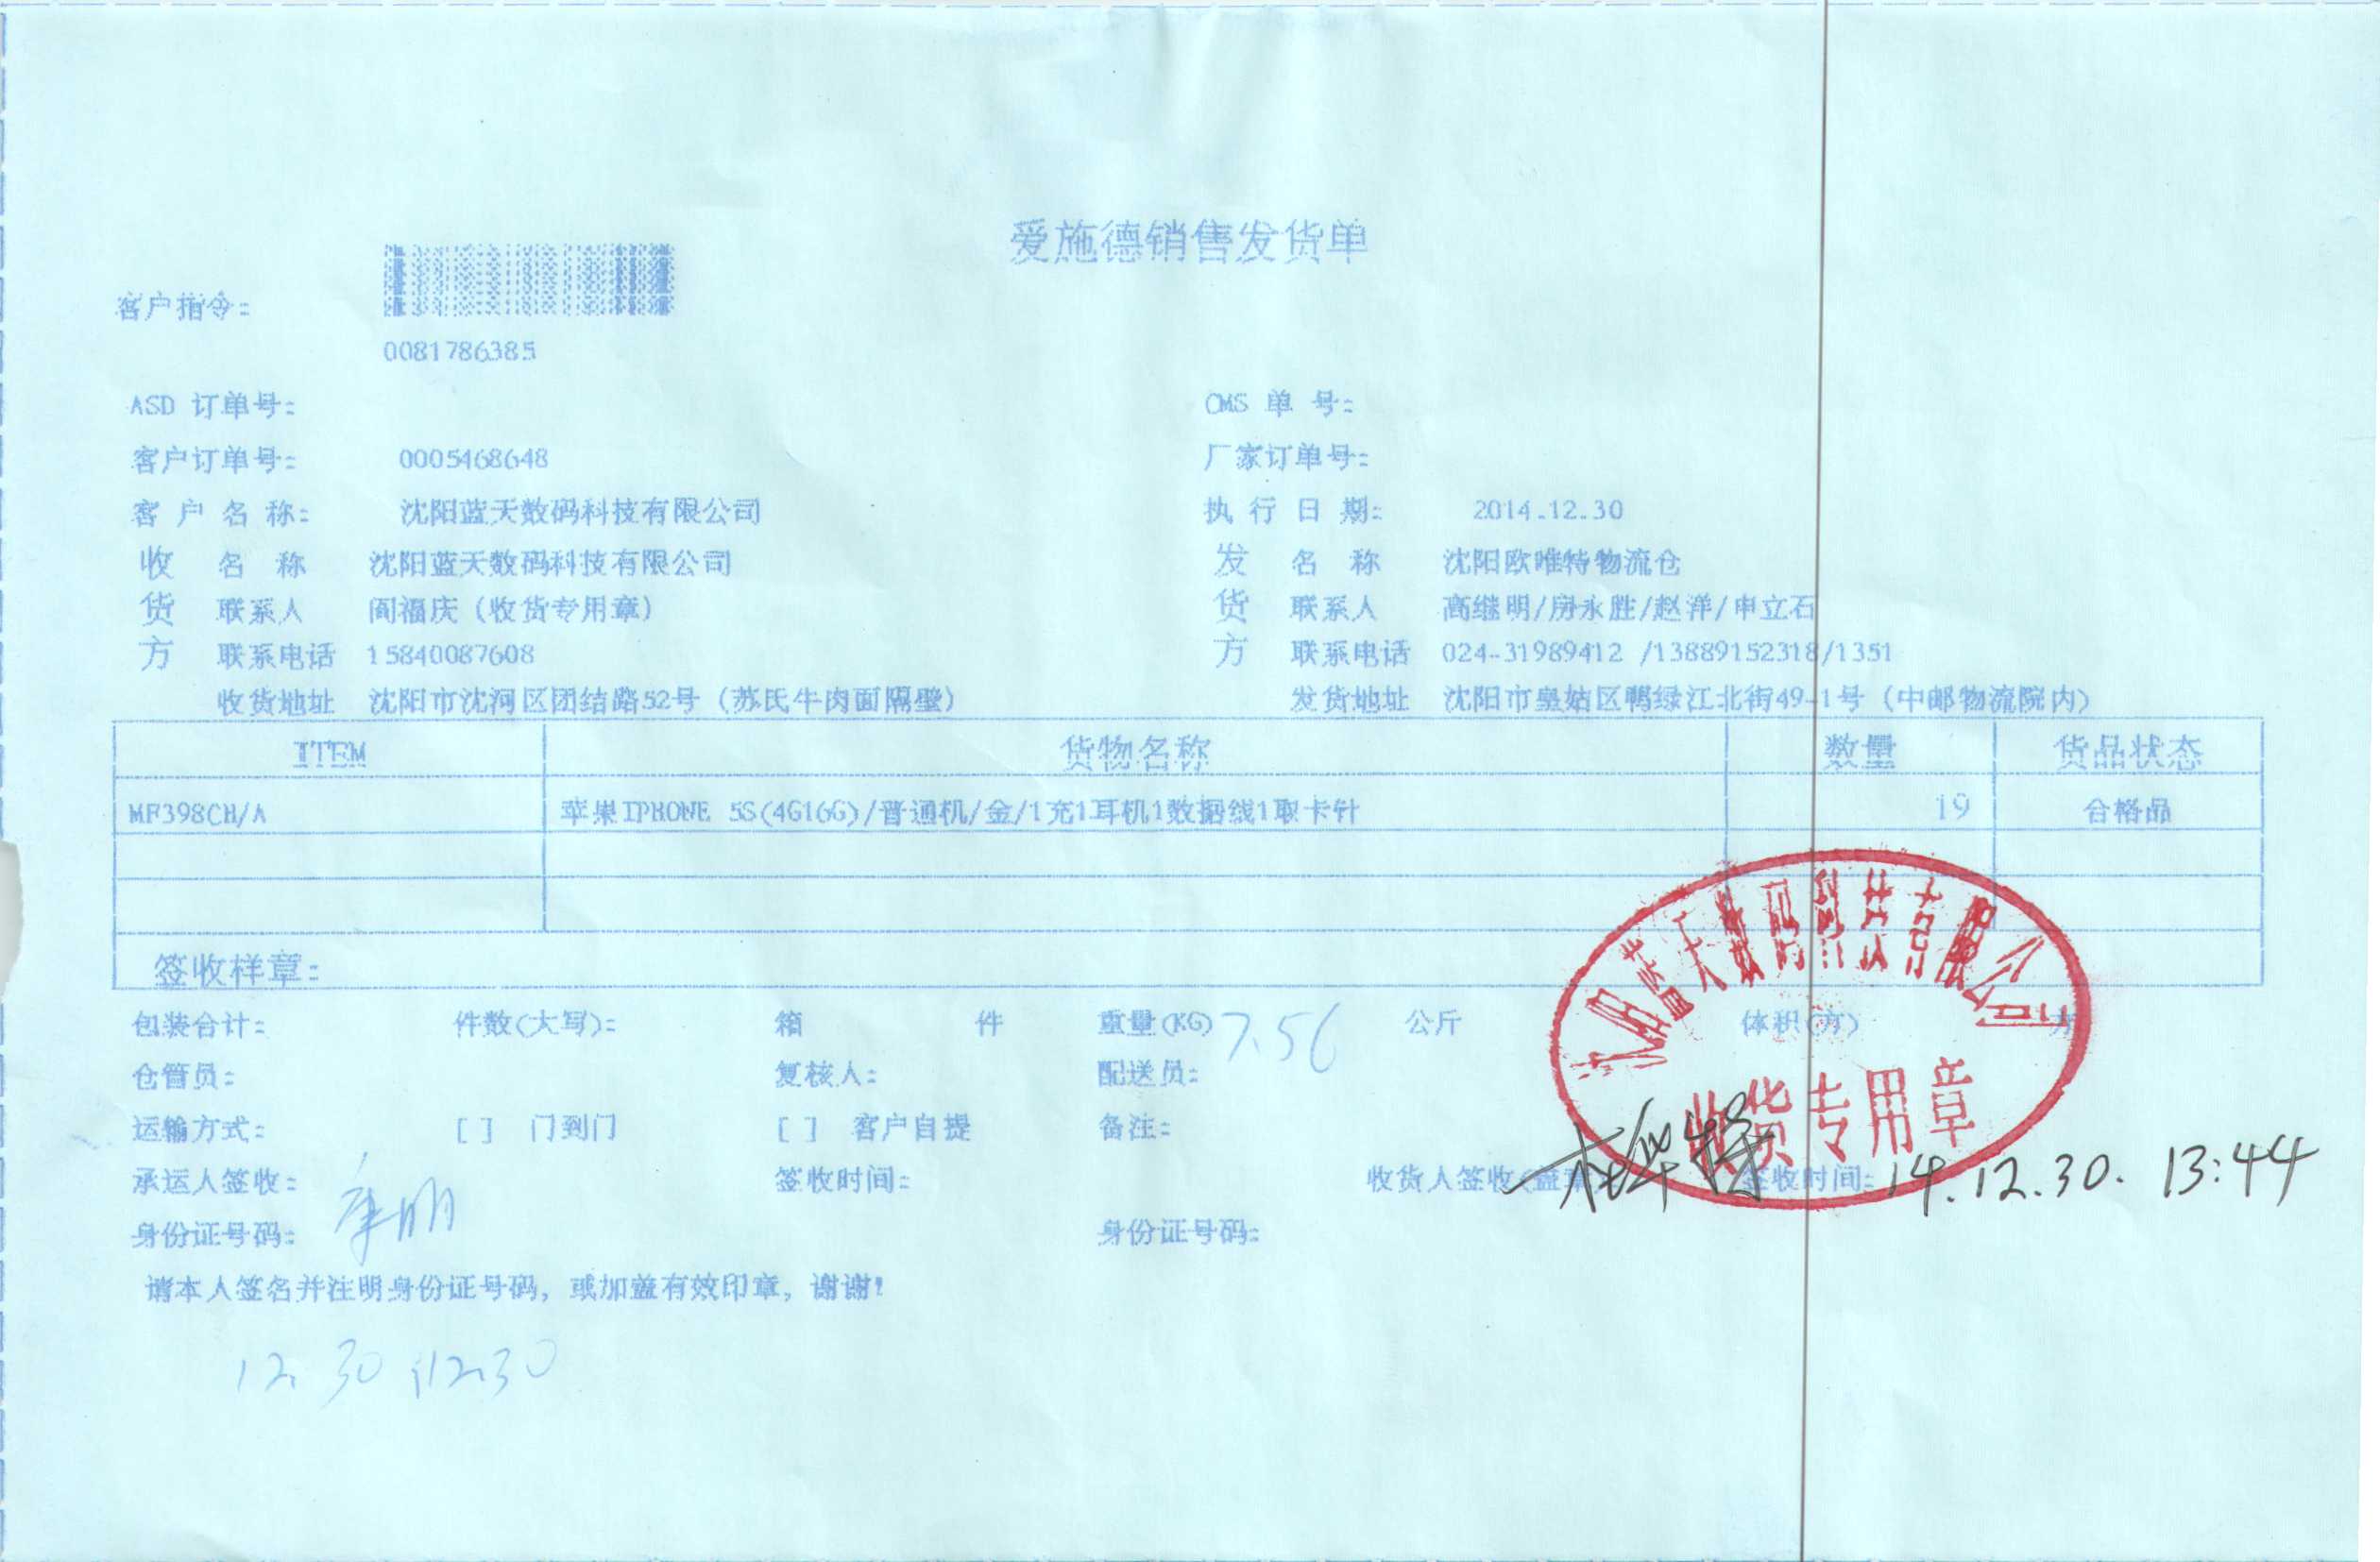 爱施德销售发货单
客户指令:
0081786385
ASD 订单号: OMS 单 号:
客户订单号: 0005468648 厂家订单号:
客 户 名 称: 沈阳蓝天数码科技有限公司 执 行 日 期: 2014.12.30
收 名 称 沈阳蓝天数码科技有限公司 发 名 称 沈阳欧唯特物流仓
货 联系人 阎福庆(收货专用章) 货 联系人 高继明/房永胜/赵洋/申立石
方 联系电话 15840087608 方 联系电话 024-31989412 /13889152318/1351
收货地址 沈阳市沈河区团结路52号(苏氏牛肉面隔壁) 发货地址 沈阳市皇姑区鸭绿江北街49-1号(中邮物流院内)
ITEM 货物名称 数量 货品状态
MF398CH/A 苹果IPHONE 5S(4G16G)/普通机/金/1充1耳机1数据线1取卡针 19 合格品
签收样章:
沈阳蓝天数码科技有限公司
包装合计: 件数(大写): 箱 件 重量(KG) 7.56 公斤 体积(方) 方
仓管员: 复核人: 配送员:
收货专用章
运输方式: [ ] 门到门 [ ] 客户自提 备注:
承运人签收: 签收时间: 收货人签收(盖章) 签收时间: 14.12.30. 13:44
身份证号码: 身份证号码:
请本人签名并注明身份证号码，或加盖有效印章，谢谢!
12.30 12.30